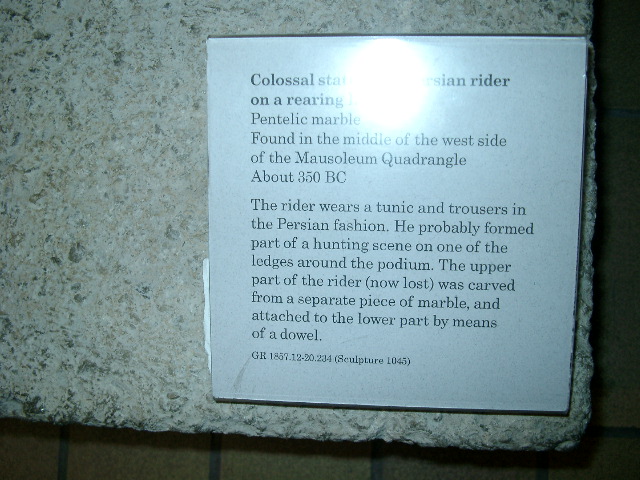 Colossal rsian rider
on a rearing
Pentelic marble
Found in the middle of the west side
of the Mausoleum Quadrangle
About 350 BC
The rider wears a tunic and trousers in
the Persian fashion. He probably formed
part of a hunting scene on one of the
ledges around the podium. The upper
part of the rider (now lost) was carved
from a separate piece of marble, and
attached to the lower part by means
of a dowel.
GR 1857.12-20.234 (Sculpture 1045)